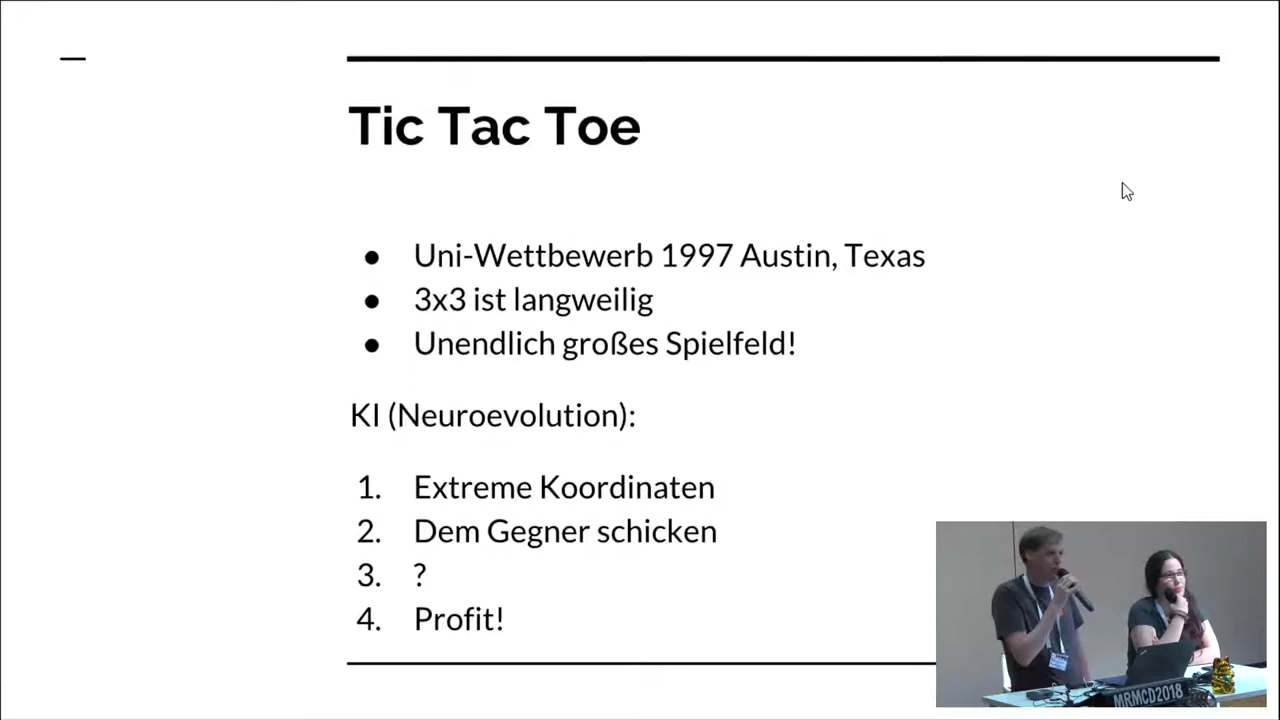 Tic Tac Toe
● Uni-Wettbewerb 1997 Austin, Texas
● 3x3 ist langweilig
● Unendlich großes Spielfeld!
KI (Neuroevolution):
1. Extreme Koordinaten
2. Dem Gegner schicken
3. ?
4. Profit!
MRMCD2018